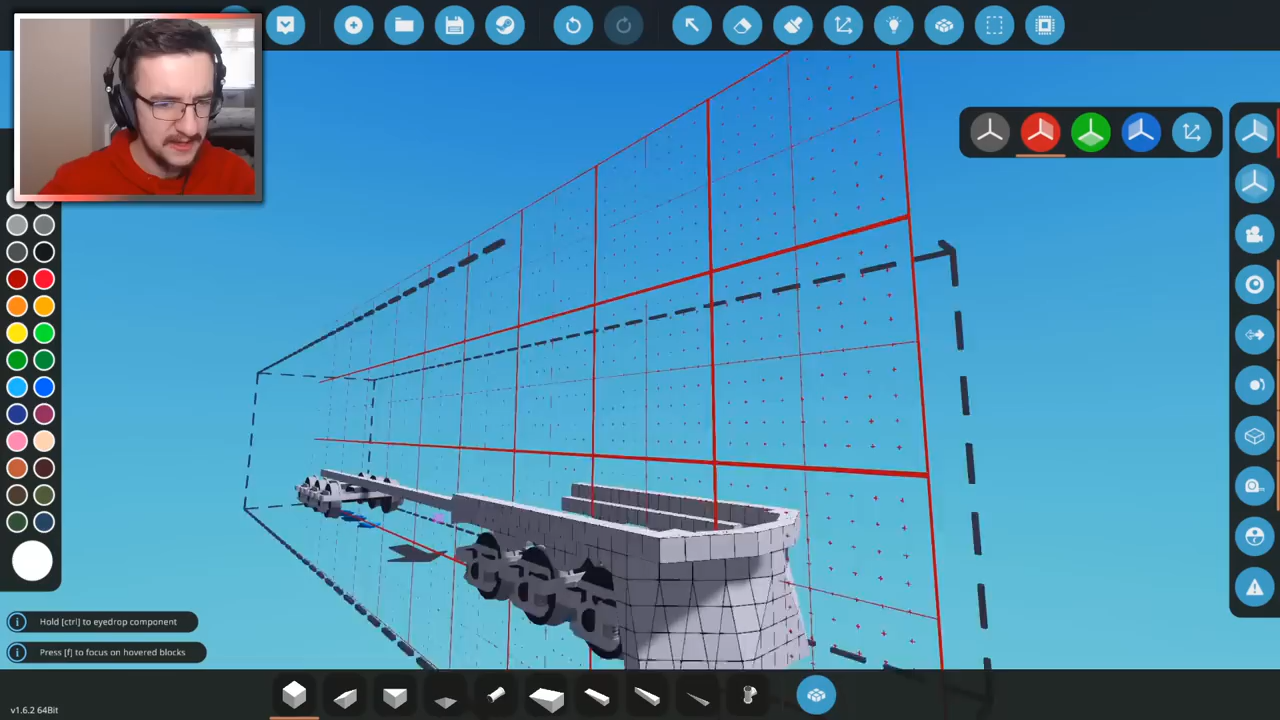 Hold [ctrl] to eyedrop component
Press [f] to focus on hovered blocks
v1.6.2 64Bit